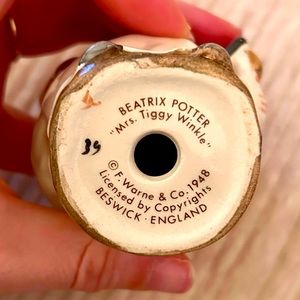 BEATRIX POTTER
"Mrs. Tiggy Winkle"
39
© F. Warne & Co. 1948
Licensed by Copyrights
BESWICK · ENGLAND